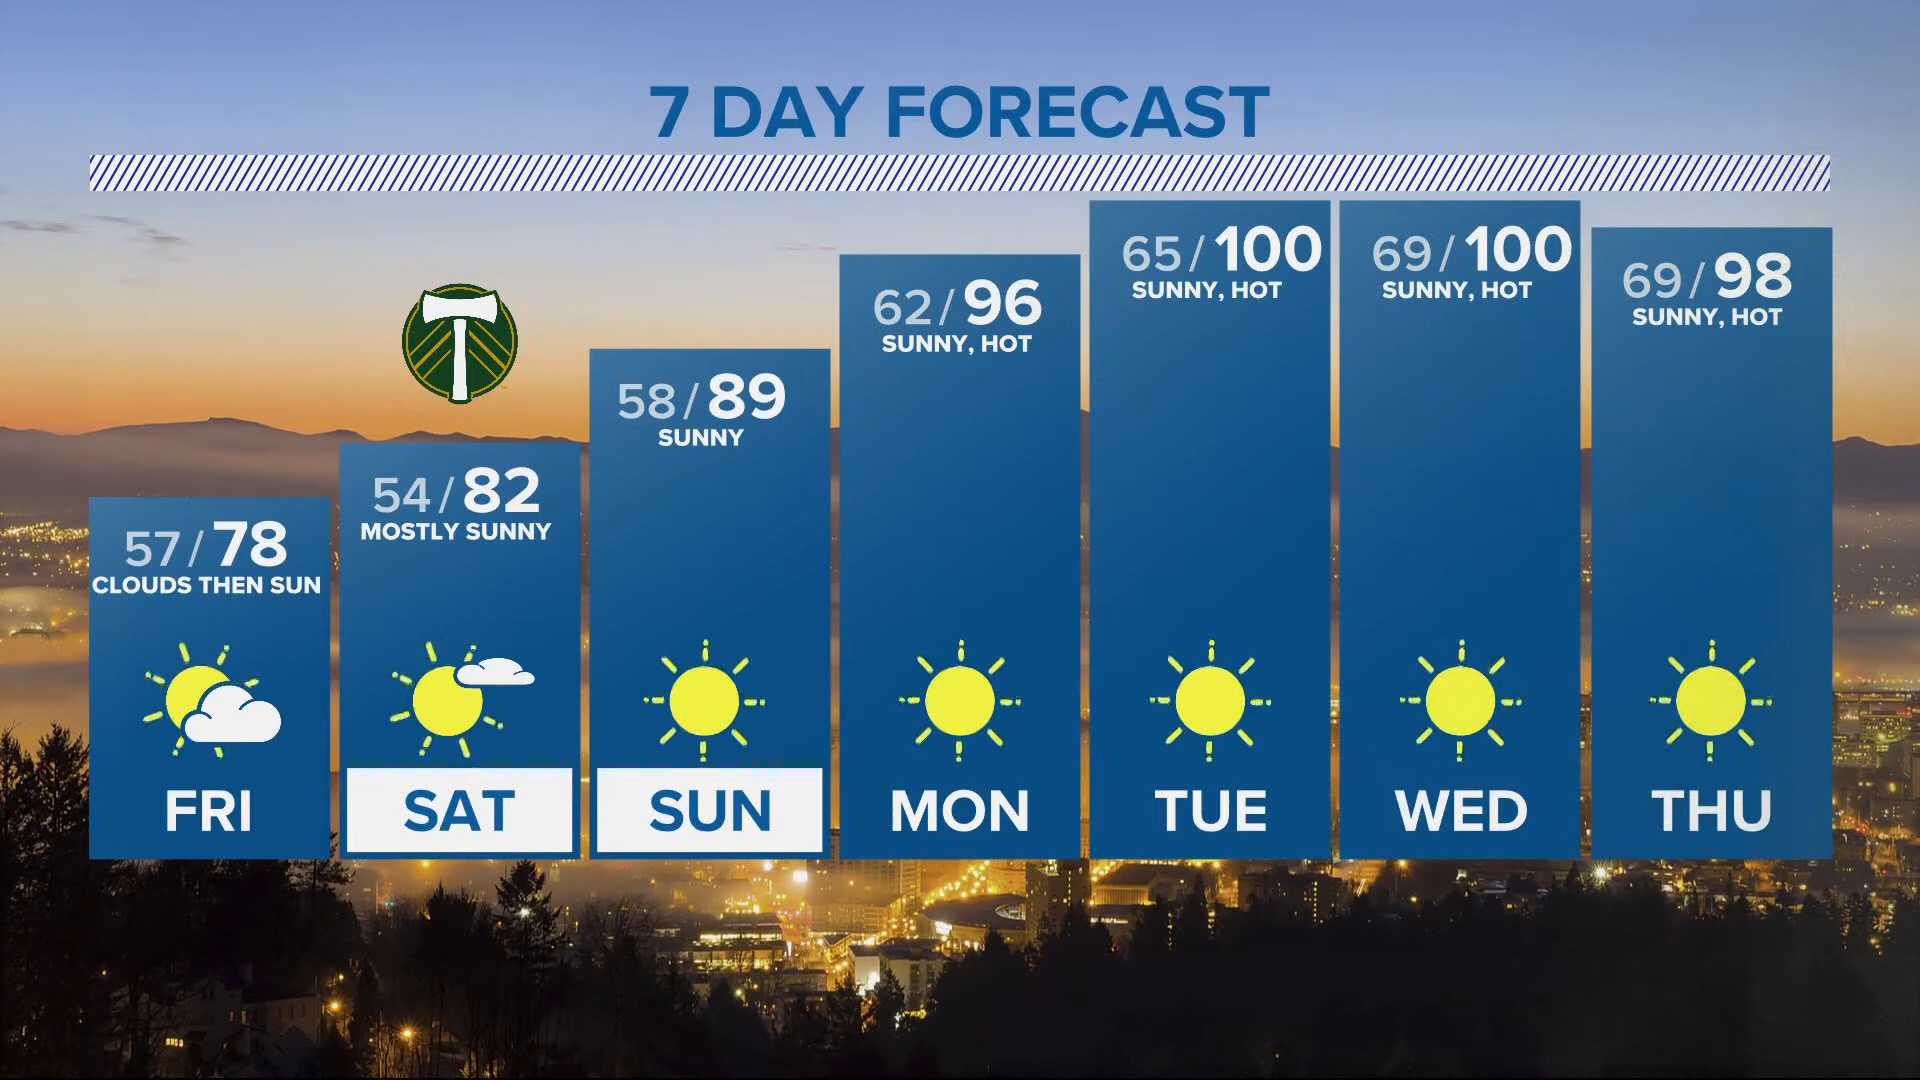 7 DAY FORECAST
57/78
CLOUDS THEN SUN
FRI
54/82
MOSTLY SUNNY
SAT
58/89
SUNNY
SUN
62/96
SUNNY, HOT
MON
65/100
SUNNY, HOT
TUE
69/100
SUNNY, HOT
WED
69/98
SUNNY, HOT
THU